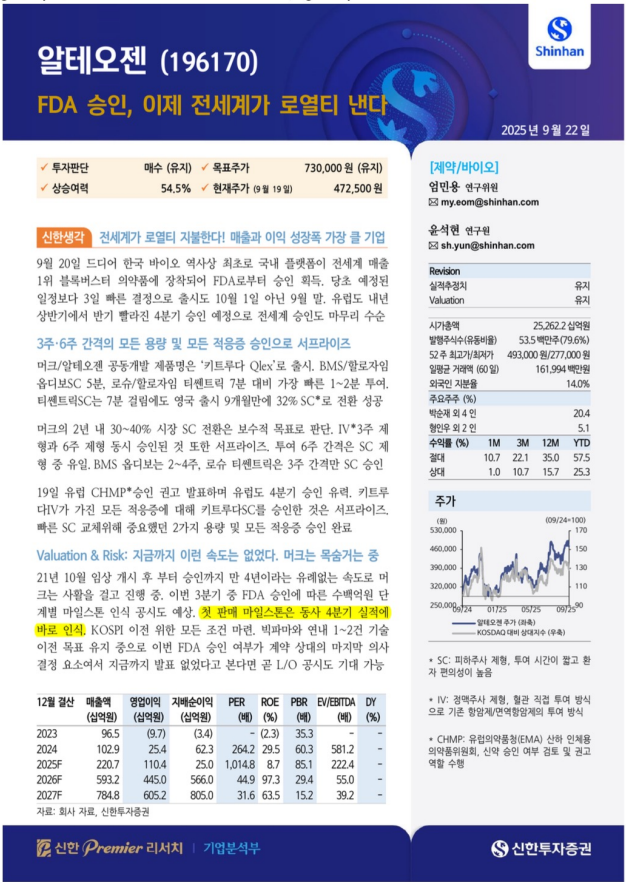 알테오젠 (196170)
FDA 승인, 이제 전세계가 로열티 낸다
Shinhan
2025년 9월 22일
✓ 투자판단 매수 (유지) ✓ 목표주가 730,000 원 (유지)
✓ 상승여력 54.5% ✓ 현재주가 (9월 19일) 472,500 원
신한생각 전세계가 로열티 지불한다! 매출과 이익 성장폭 가장 클 기업
9월 20일 드디어 한국 바이오 역사상 최초로 국내 플랫폼이 전세계 매출
1위 블록버스터 의약품에 장착되어 FDA로부터 승인 획득. 당초 예정된
일정보다 3일 빠른 결정으로 출시도 10월 1일 아닌 9월 말. 유럽도 내년
상반기에서 반기 빨라진 4분기 승인 예정으로 전세계 승인도 마무리 수순
3주·6주 간격의 모든 용량 및 모든 적응증 승인으로 서프라이즈
머크/알테오젠 공동개발 제품명은 ‘키트루다 Qlex’로 출시. BMS/할로자임
옵디보SC 5분, 로슈/할로자임 티쎈트릭 7분 대비 가장 빠른 1~2분 투여.
티쎈트릭SC는 7분 걸림에도 영국 출시 9개월만에 32% SC*로 전환 성공
머크의 2년 내 30~40% 시장 SC 전환은 보수적 목표로 판단. IV*3주 제
형과 6주 제형 동시 승인된 것 또한 서프라이즈. 투여 6주 간격은 SC 제
형 중 유일. BMS 옵디보는 2~4주, 로슈 티쎈트릭은 3주 간격만 SC 승인
19일 유럽 CHMP*승인 권고 발표하며 유럽도 4분기 승인 유력. 키트루
다IV가 가진 모든 적응증에 대해 키트루다SC를 승인한 것은 서프라이즈.
빠른 SC 교체위해 중요했던 2가지 용량 및 모든 적응증 승인 완료
Valuation & Risk: 지금까지 이런 속도는 없었다. 머크는 목숨거는 중
21년 10월 임상 개시 후 부터 승인까지 만 4년이라는 유례없는 속도로 머
크는 사활을 걸고 진행 중. 이번 3분기 중 FDA 승인에 따른 수백억원 단
계별 마일스톤 인식 공시도 예상. 첫 판매 마일스톤은 동사 4분기 실적에
바로 인식. KOSPI 이전 위한 모든 조건 마련. 빅파마와 연내 1~2건 기술
이전 목표 유지 중으로 이번 FDA 승인 여부가 계약 상대의 마지막 의사
결정 요소여서 지금까지 발표 없었다고 본다면 곧 L/O 공시도 기대 가능
12월 결산 매출액 영업이익 지배순이익 PER ROE PBR EV/EBITDA DY
(십억원) (십억원) (십억원) (배) (%) (배) (배) (%)
2023 96.5 (9.7) (3.4) – (2.3) 35.3 – –
2024 102.9 25.4 62.3 264.2 29.5 60.3 581.2
2025F 220.7 110.4 25.0 1,014.8 8.7 85.1 222.4 –
2026F 593.2 445.0 566.0 44.9 97.3 29.4 55.0 –
2027F 784.8 605.2 805.0 31.6 63.5 15.2 39.2 –
자료: 회사 자료, 신한투자증권
[제약/바이오]
엄민용 연구위원
✉ my.eom@shinhan.com
윤석현 연구원
✉ sh.yun@shinhan.com
Revision
실적추정치 유지
Valuation 유지
시가총액 25,262.2 십억원
발행주식수(유동비율) 53.5 백만주(79.6%)
52 주 최고가/최저가 493,000 원/277,000 원
일평균 거래액 (60일) 161,994 백만원
외국인 지분율 14.0%
주요주주 (%)
박순재 외 4 인 20.4
형인우 외 2 인 5.1
수익률 (%) 1M 3M 12M YTD
절대 10.7 22.1 35.0 57.5
상대 1.0 10.7 15.7 25.3
주가
(원) (09/24=100)
530,000 170
460,000 150
390,000 130
320,000 110
250,000 90
09/24 01/25 05/25 09/25
알테오젠 주가 (좌축)
KOSDAQ 대비 상대지수 (우축)
* SC: 피하주사 제형, 투여 시간이 짧고 환
자 편의성이 높음
* IV: 정맥주사 제형, 혈관 직접 투여 방식
으로 기존 항암제/면역항암제의 투여 방식
* CHMP: 유럽의약품청(EMA) 산하 인체용
의약품위원회, 신약 승인 여부 검토 및 권고
역할 수행
신한 Premier 리서치 | 기업분석부
신한투자증권